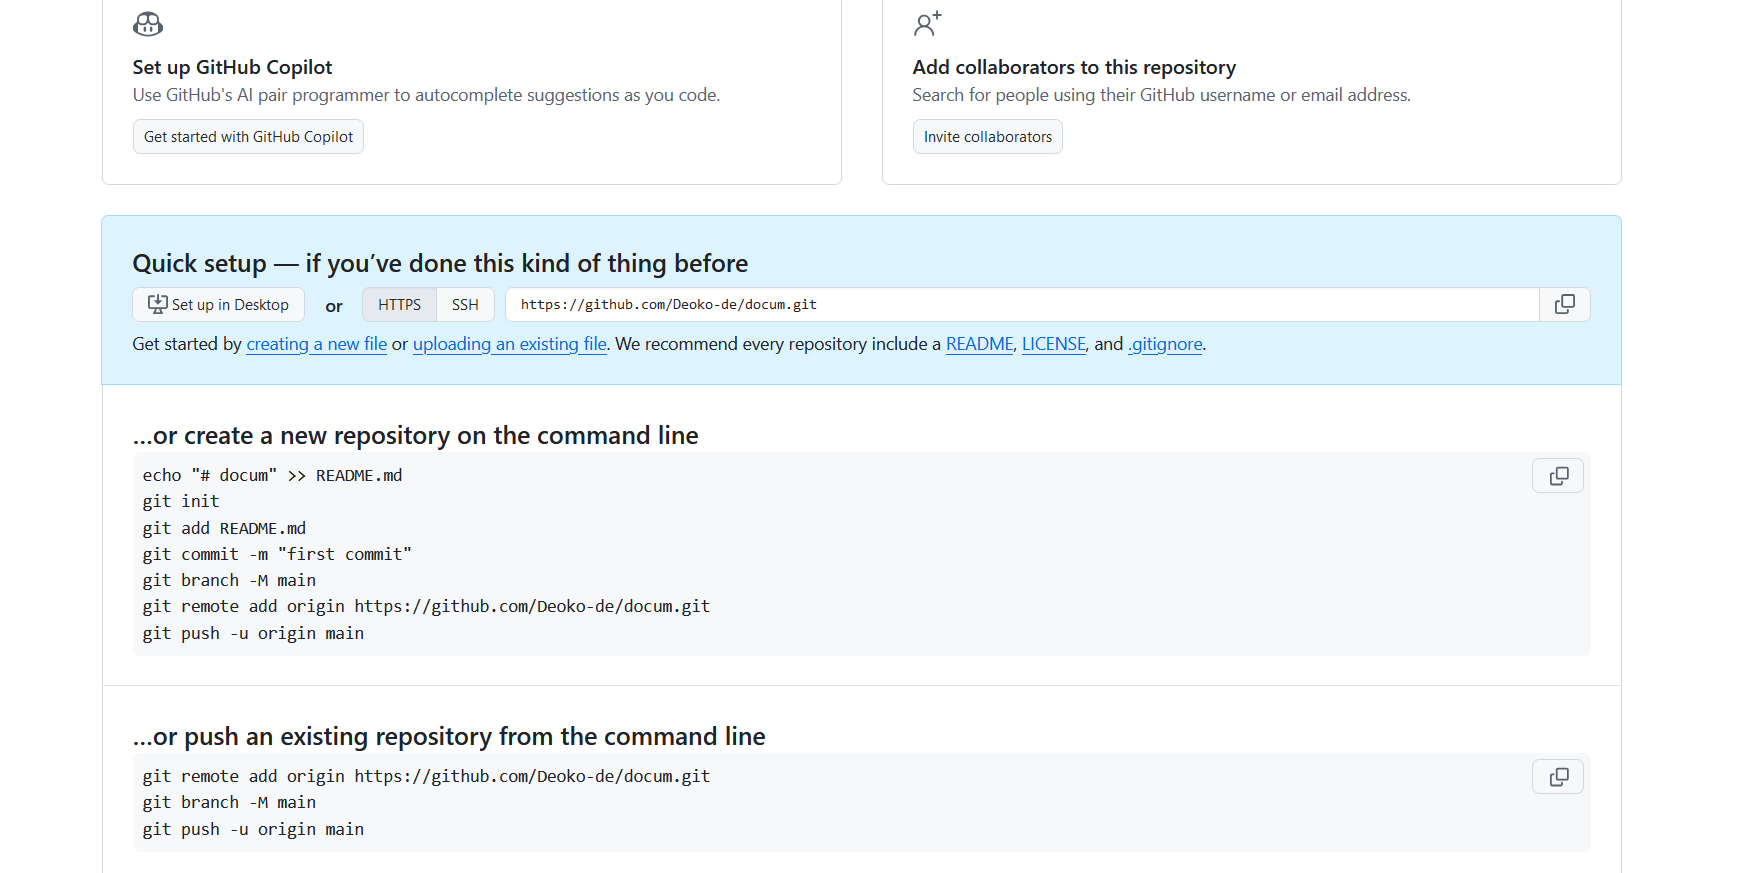 Set up GitHub Copilot
Use GitHub's AI pair programmer to autocomplete suggestions as you code.
Get started with GitHub Copilot
Add collaborators to this repository
Search for people using their GitHub username or email address.
Invite collaborators
Quick setup — if you’ve done this kind of thing before
Set up in Desktop or HTTPS SSH https://github.com/Deoko-de/docum.git
Get started by creating a new file or uploading an existing file. We recommend every repository include a README, LICENSE, and .gitignore.
…or create a new repository on the command line
echo "# docum" >> README.md
git init
git add README.md
git commit -m "first commit"
git branch -M main
git remote add origin https://github.com/Deoko-de/docum.git
git push -u origin main
…or push an existing repository from the command line
git remote add origin https://github.com/Deoko-de/docum.git
git branch -M main
git push -u origin main